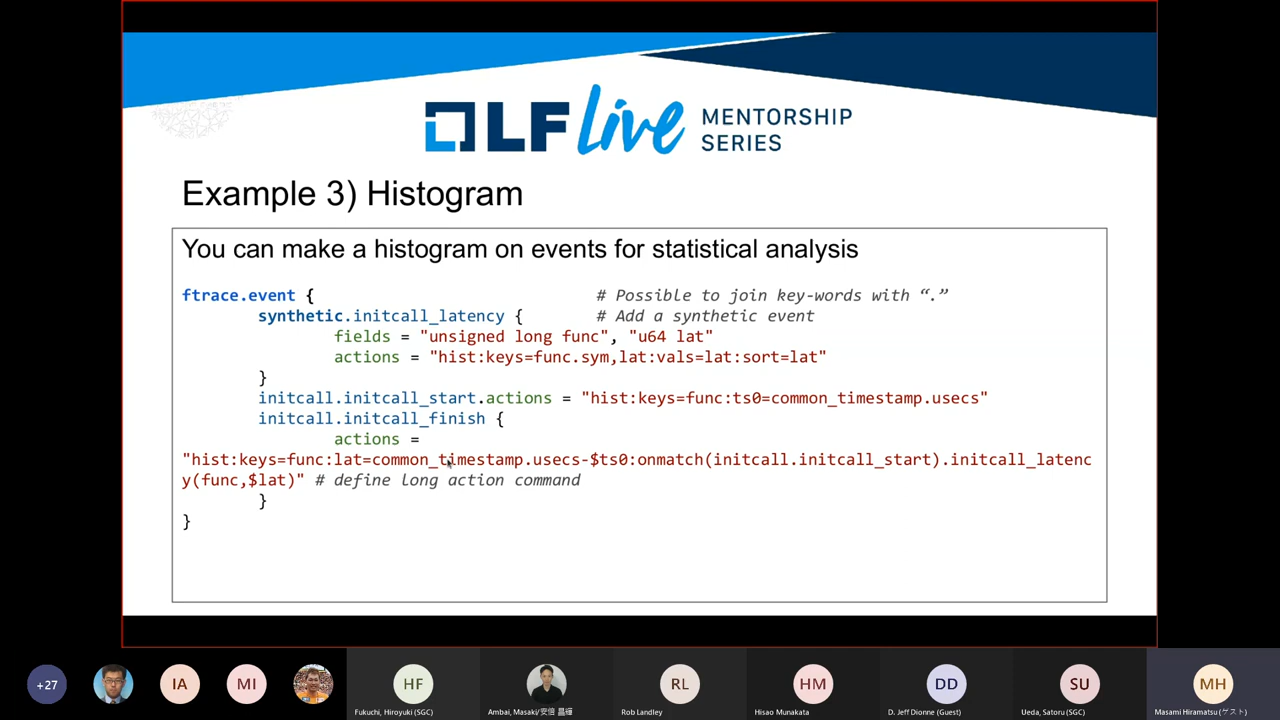 LF Live MENTORSHIP
SERIES
Example 3) Histogram
You can make a histogram on events for statistical analysis
ftrace.event { # Possible to join key-words with “.”
synthetic.initcall_latency { # Add a synthetic event
fields = "unsigned long func", "u64 lat"
actions = "hist:keys=func.sym,lat:vals=lat:sort=lat"
}
initcall.initcall_start.actions = "hist:keys=func:ts0=common_timestamp.usecs"
initcall.initcall_finish {
actions =
"hist:keys=func:lat=common_timestamp.usecs-$ts0:onmatch(initcall.initcall_start).initcall_latenc
y(func,$lat)" # define long action command
}
}
+27 IA MI HF RL HM DD SU MH
Fukuchi, Hiroyuki (SGC) Ambai, Masaki/安倍 昌輝 Rob Landley Hisao Munakata D. Jeff Dionne (Guest) Ueda, Satoru (SGC) Masami Hiramatsu (ゲスト)